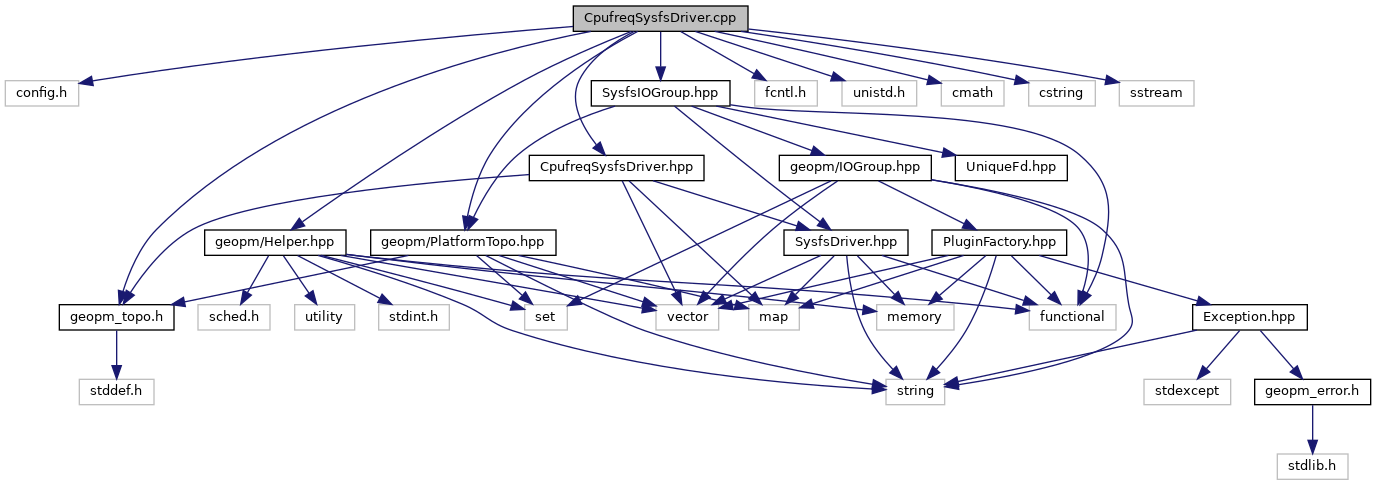 CpufreqSysfsDriver.cpp
config.h
SysfsIOGroup.hpp
fcntl.h
unistd.h
cmath
cstring
sstream
CpufreqSysfsDriver.hpp
geopm/IOGroup.hpp
UniqueFd.hpp
geopm/Helper.hpp
geopm/PlatformTopo.hpp
SysfsDriver.hpp
PluginFactory.hpp
geopm_topo.h
sched.h
utility
stdint.h
set
vector
map
memory
functional
Exception.hpp
stddef.h
string
stdexcept
geopm_error.h
stdlib.h